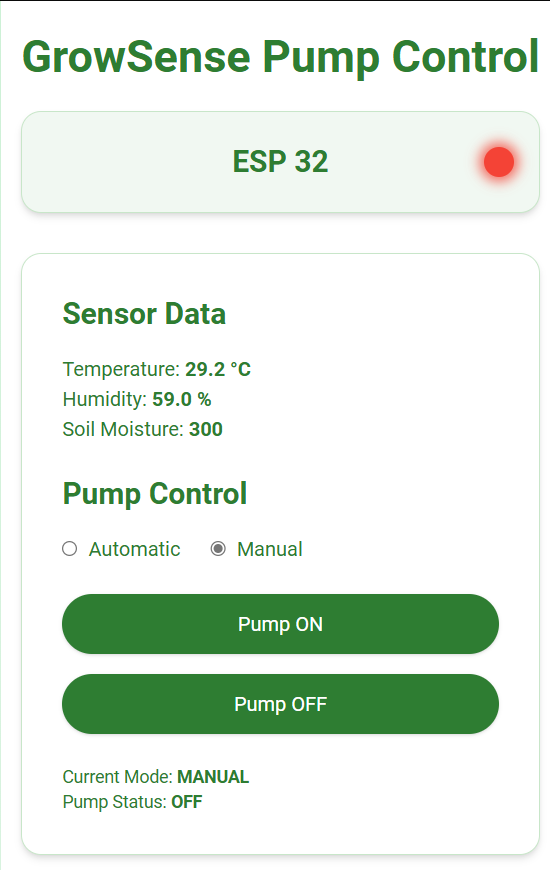 GrowSense Pump Control
ESP 32
Sensor Data
Temperature: 29.2 °C
Humidity: 59.0 %
Soil Moisture: 300
Pump Control
Automatic Manual
Pump ON
Pump OFF
Current Mode: MANUAL
Pump Status: OFF